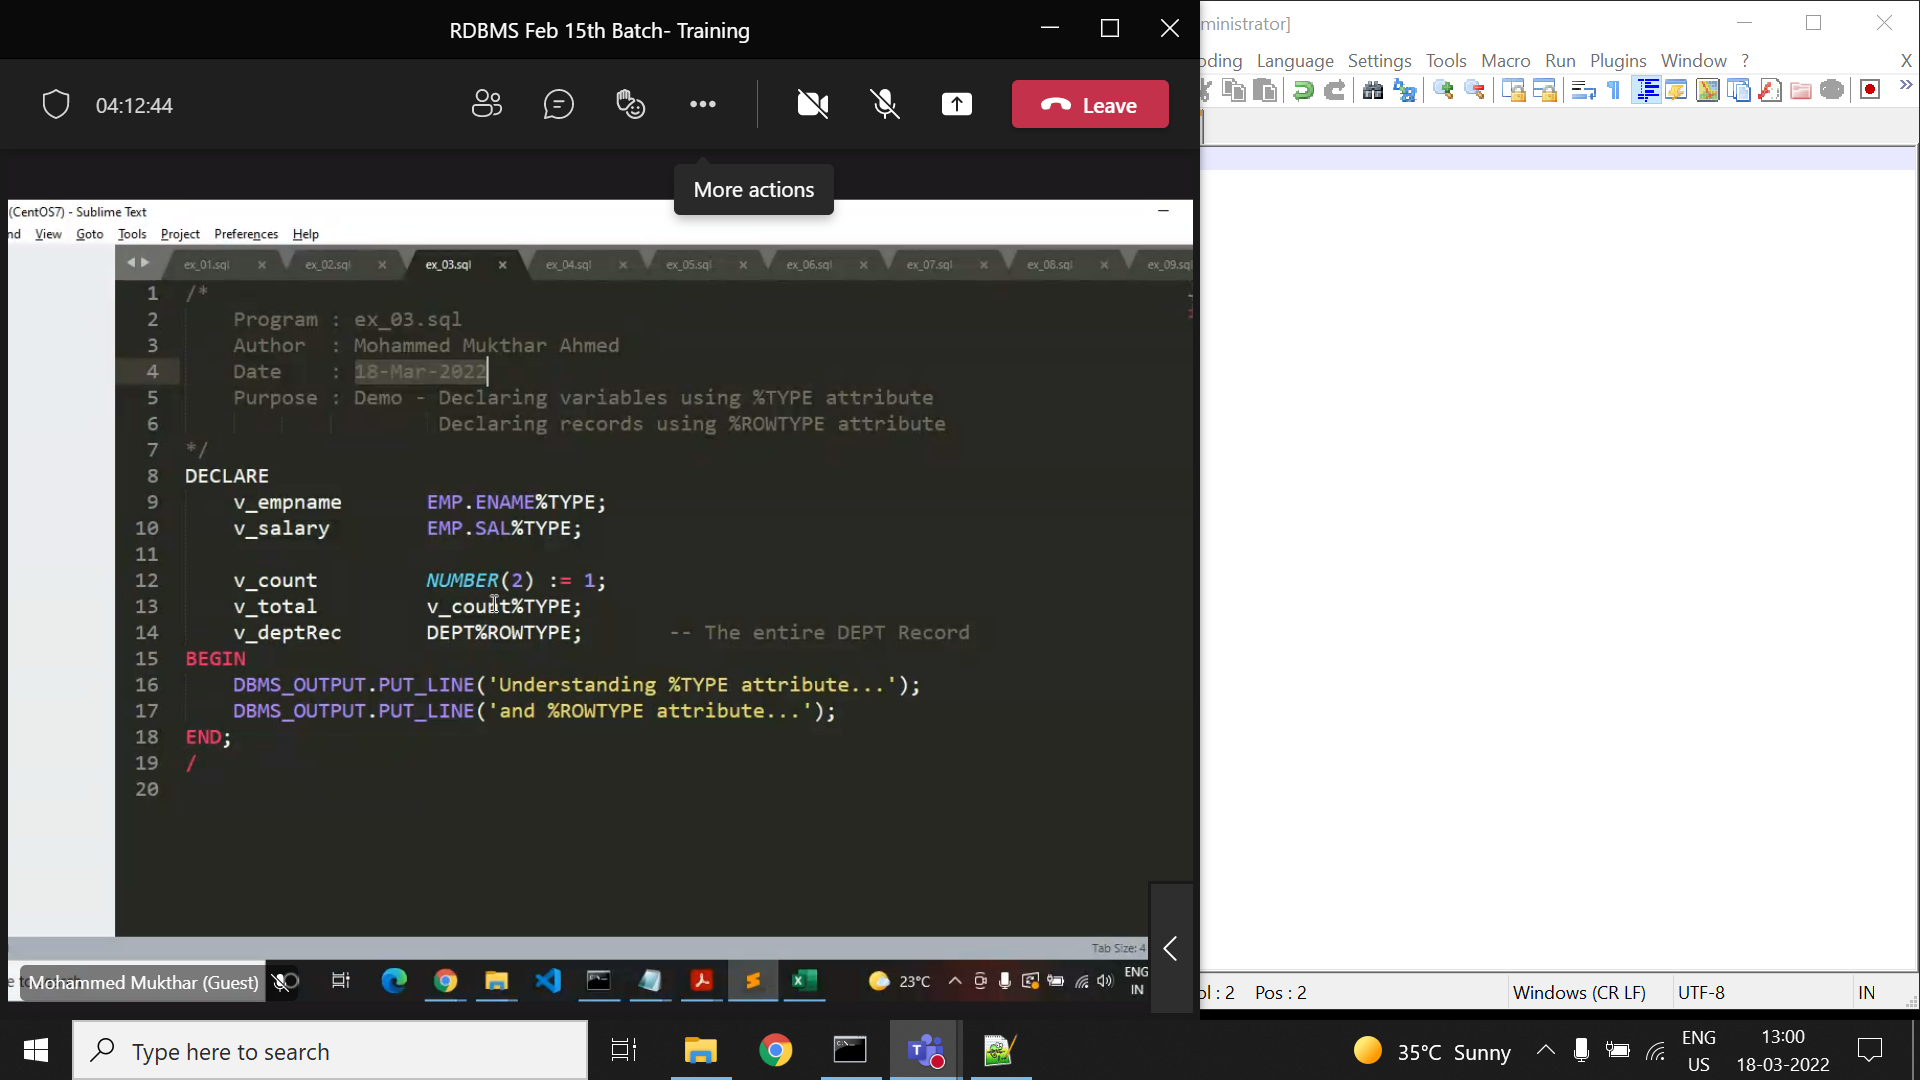 RDBMS Feb 15th Batch- Training
04:12:44
Leave
More actions
(CentOS7) - Sublime Text
nd View Goto Tools Project Preferences Help
ex_01.sql ex_02.sql ex_03.sql ex_04.sql ex_05.sql ex_06.sql ex_07.sql ex_08.sql ex_09.sql
1 /*
2 Program : ex_03.sql
3 Author : Mohammed Mukthar Ahmed
4 Date : 18-Mar-2022
5 Purpose : Demo - Declaring variables using %TYPE attribute
6 Declaring records using %ROWTYPE attribute
7 */
8 DECLARE
9 v_empname EMP.ENAME%TYPE;
10 v_salary EMP.SAL%TYPE;
11
12 v_count NUMBER(2) := 1;
13 v_total v_count%TYPE;
14 v_deptRec DEPT%ROWTYPE; -- The entire DEPT Record
15 BEGIN
16 DBMS_OUTPUT.PUT_LINE('Understanding %TYPE attribute...');
17 DBMS_OUTPUT.PUT_LINE('and %ROWTYPE attribute...');
18 END;
19 /
20
Tab Size: 4
Mohammed Mukthar (Guest)
23°C
ENG
IN
ministrator]
oding Language Settings Tools Macro Run Plugins Window ? X
ol : 2 Pos : 2 Windows (CR LF) UTF-8 IN
Type here to search
35°C Sunny
ENG
US
13:00
18-03-2022